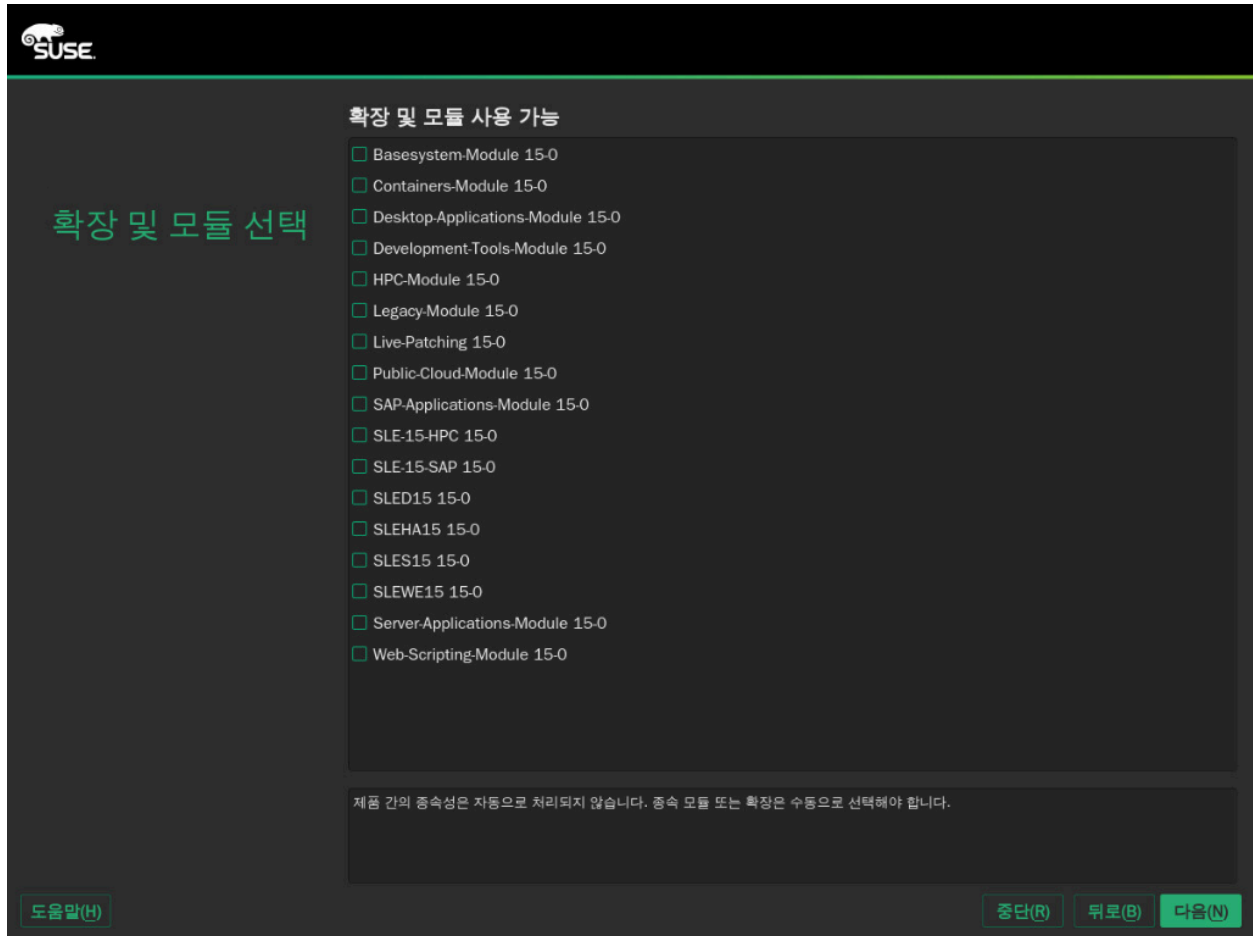 SUSE.
확장 및 모듈 사용 가능
확장 및 모듈 선택
Basesystem-Module 15-0
Containers-Module 15-0
Desktop-Applications-Module 15-0
Development-Tools-Module 15-0
HPC-Module 15-0
Legacy-Module 15-0
Live-Patching 15-0
Public-Cloud-Module 15-0
SAP-Applications-Module 15-0
SLE-15-HPC 15-0
SLE-15-SAP 15-0
SLED15 15-0
SLEHA15 15-0
SLES15 15-0
SLEWE15 15-0
Server-Applications-Module 15-0
Web-Scripting-Module 15-0
제품 간의 종속성은 자동으로 처리되지 않습니다. 종속 모듈 또는 확장은 수동으로 선택해야 합니다.
도움말(H)
중단(R)
뒤로(B)
다음(N)